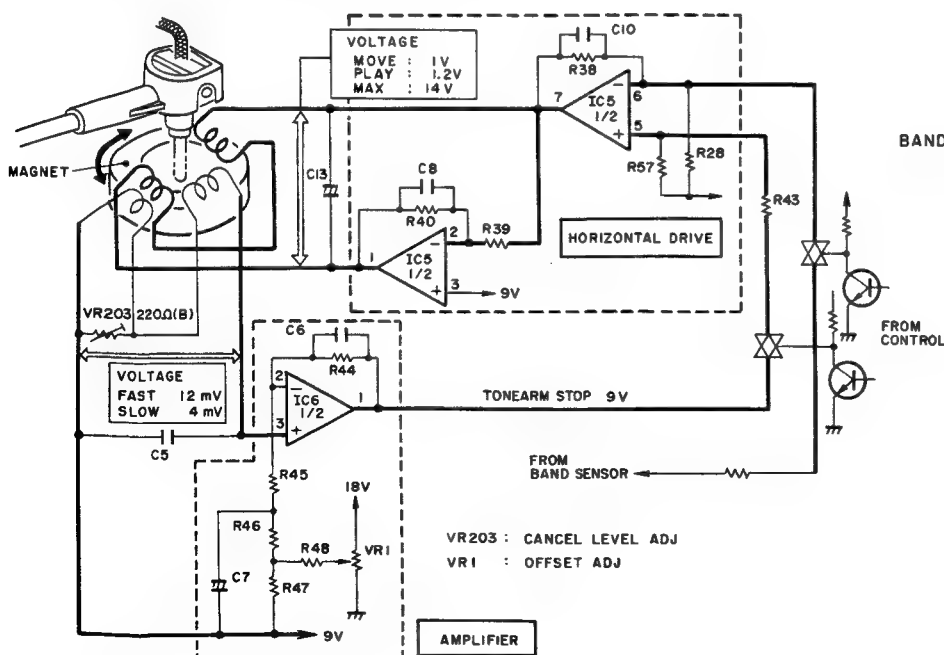 VOLTAGE
MOVE : 1V
PLAY : 1.2V
MAX : 14V
C10
R38
7
IC5
1/2
−
6
+
5
R57
R28
R43
BAND
MAGNET
C13
C8
R40
R39
2
1
−
IC5
1/2
+
3
9V
HORIZONTAL DRIVE
VR203
220Ω(B)
VOLTAGE
FAST 12 mV
SLOW 4 mV
C6
R44
2
−
IC6
1/2
3
+
1
TONEARM STOP 9V
FROM
CONTROL
C5
R45
FROM
BAND SENSOR
18V
R46
R48
VR1
C7
R47
VR203 : CANCEL LEVEL ADJ
VR1 : OFFSET ADJ
9V
AMPLIFIER